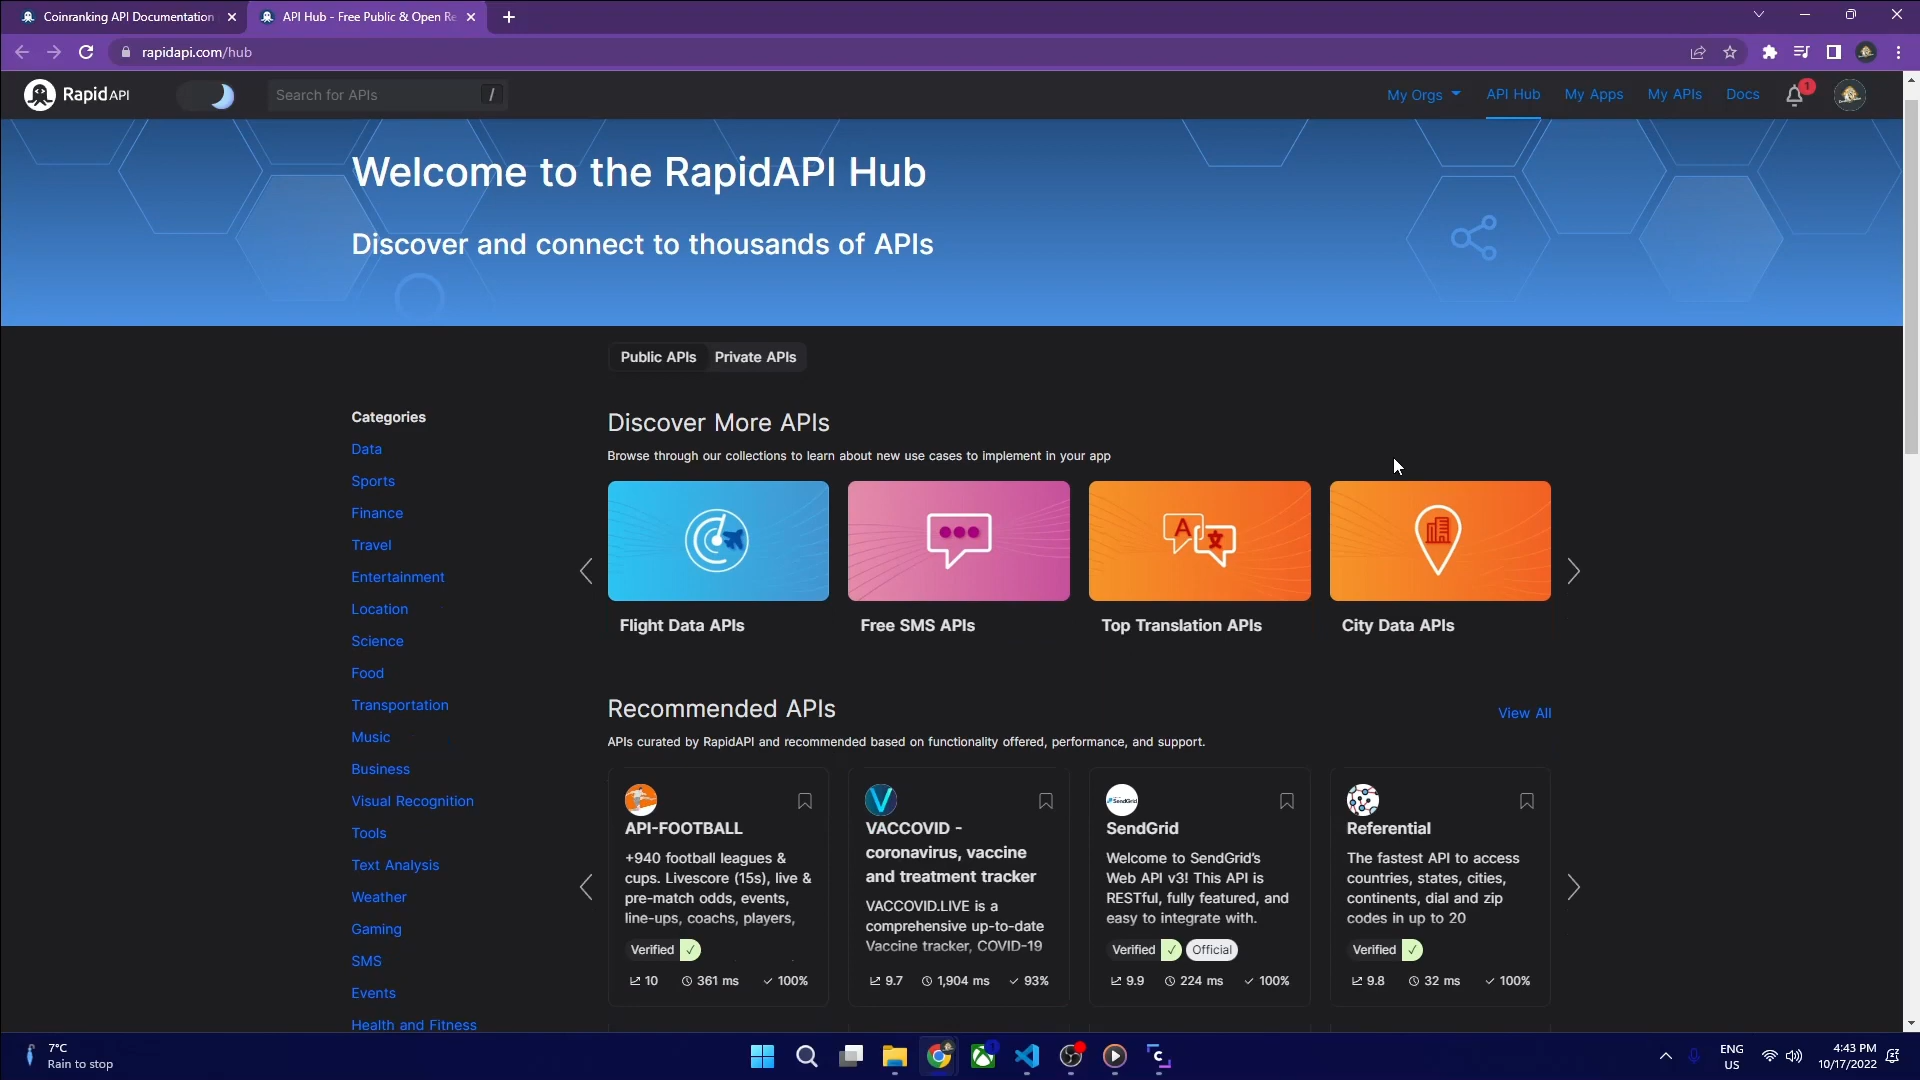 Coinranking API Documentation
API Hub - Free Public & Open Re
rapidapi.com/hub
Rapid API
Search for APIs
/
My Orgs
API Hub
My Apps
My APIs
Docs
1
Welcome to the RapidAPI Hub
Discover and connect to thousands of APIs
Public APIs
Private APIs
Categories
Data
Sports
Finance
Travel
Entertainment
Location
Science
Food
Transportation
Music
Business
Visual Recognition
Tools
Text Analysis
Weather
Gaming
SMS
Events
Health and Fitness
Discover More APIs
Browse through our collections to learn about new use cases to implement in your app
A 文
Flight Data APIs
Free SMS APIs
Top Translation APIs
City Data APIs
Recommended APIs
View All
APIs curated by RapidAPI and recommended based on functionality offered, performance, and support.
API-FOOTBALL
+940 football leagues &
cups. Livescore (15s), live &
pre-match odds, events,
line-ups, coachs, players,
Verified ✓
10 361 ms ✓ 100%
V
VACCOVID -
coronavirus, vaccine
and treatment tracker
VACCOVID.LIVE is a
comprehensive up-to-date
Vaccine tracker, COVID-19
9.7 1,904 ms ✓ 93%
SendGrid
SendGrid
Welcome to SendGrid's
Web API v3! This API is
RESTful, fully featured, and
easy to integrate with.
Verified ✓ Official
9.9 224 ms ✓ 100%
Referential
The fastest API to access
countries, states, cities,
continents, dial and zip
codes in up to 20
Verified ✓
9.8 32 ms ✓ 100%
7°C
Rain to stop
1
ENG
US
4:43 PM
10/17/2022